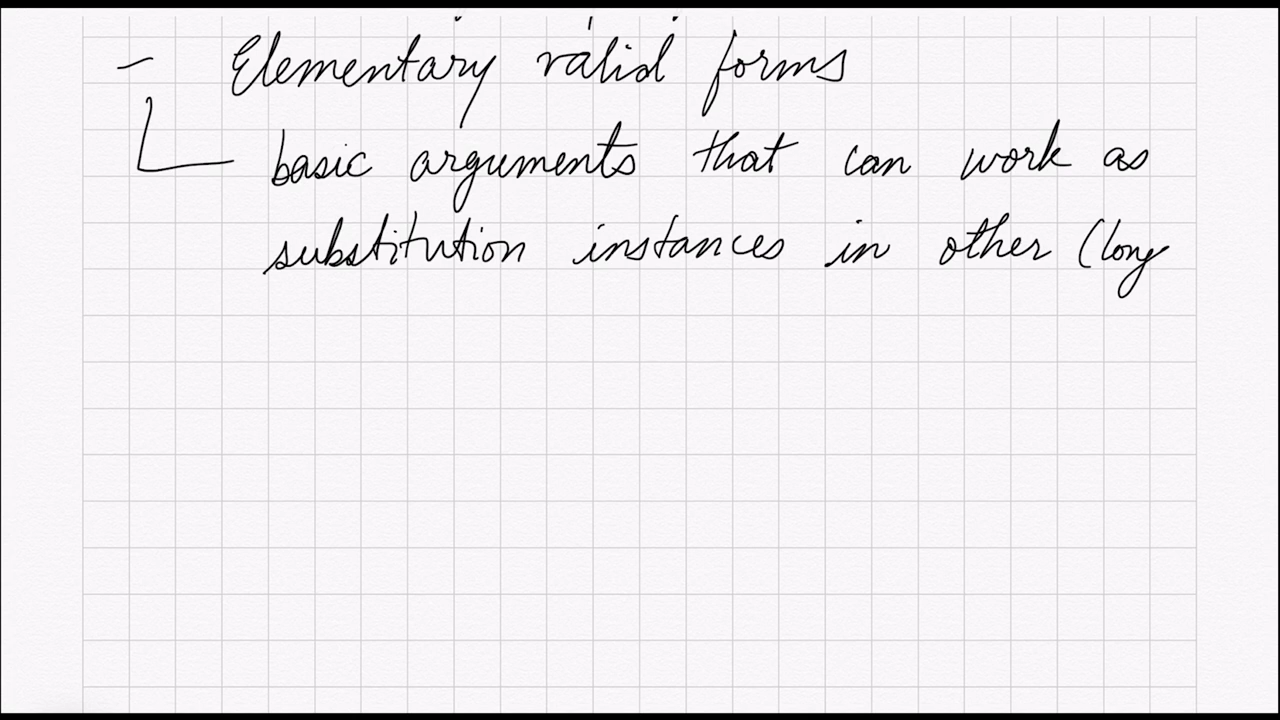 - Elementary valid forms
basic arguments that can work as
substitution instances in other (long